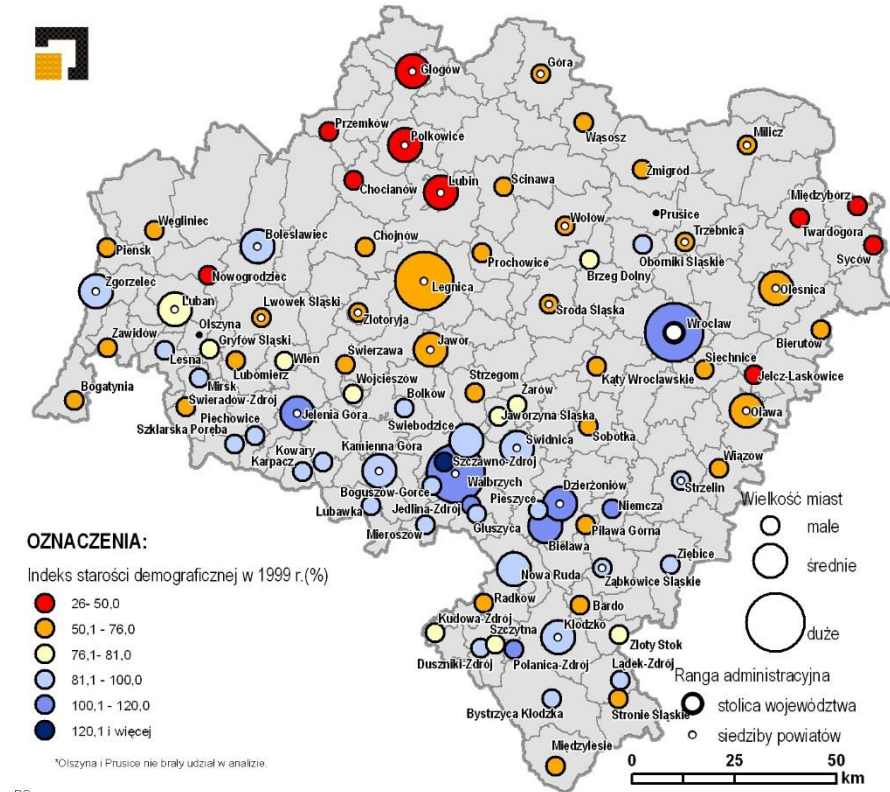 Głogów
Góra
Przemków
Wąsosz
Polkowice
Milicz
Chocianów
Lubin
Ścinawa
Żmigród
Międzybórz
Prusice
Twardogóra
Węgliniec
Wołów
Trzebnica
Bolesławiec
Chojnów
Syców
Pieńsk
Prochowice
Oborniki Śląskie
Brzeg Dolny
Nowogrodziec
Zgorzelec
Legnica
Oleśnica
Lubań
Lwówek Śląski
Środa Śląska
Złotoryja
Wrocław
Olszyna
Bierutów
Zawidów
Gryfów Śląski
Jawor
Leśna
Wleń
Świerzawa
Siechnice
Lubomierz
Kąty Wrocławskie
Jelcz-Laskowice
Mirsk
Wojcieszów
Strzegom
Żarów
Bogatynia
Świeradów-Zdrój
Bolków
Piechowice
Jelenia Góra
Jaworzyna Śląska
Oława
Szklarska Poręba
Świebodzice
Sobótka
Kowary
Kamienna Góra
Świdnica
Karpacz
Szczawno-Zdrój
Wiązów
Wałbrzych
Dzierżoniów
Strzelin
Boguszów-Gorce
Pieszyce
Niemcza
Lubawka
Jedlina-Zdrój
Głuszyca
Piława Górna
Mieroszów
Bielawa
Ziębice
Nowa Ruda
Ząbkowice Śląskie
Radków
Bardo
Kudowa-Zdrój
Szczytna
Kłodzko
Złoty Stok
Duszniki-Zdrój
Polanica-Zdrój
Lądek-Zdrój
Bystrzyca Kłodzka
Stronie Śląskie
Międzylesie
OZNACZENIA:
Indeks starości demograficznej w 1999 r.(%)
26- 50,0
50,1 - 76,0
76,1- 81,0
81,1 - 100,0
100,1 - 120,0
120,1 i więcej
*Olszyna i Prusice nie brały udział w analizie.
Wielkość miast
małe
średnie
duże
Ranga administracyjna
stolica województwa
siedziby powiatów
0 25 50
km